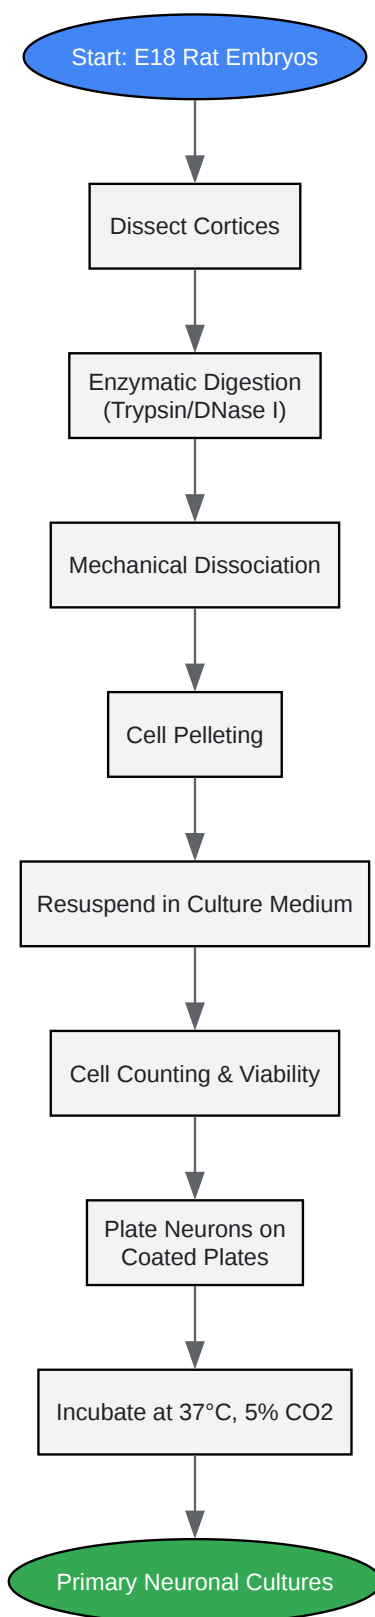 Start: E18 Rat Embryos
Dissect Cortices
Enzymatic Digestion
(Trypsin/DNase I)
Mechanical Dissociation
Cell Pelleting
Resuspend in Culture Medium
Cell Counting & Viability
Plate Neurons on
Coated Plates
Incubate at 37°C, 5% CO2
Primary Neuronal Cultures